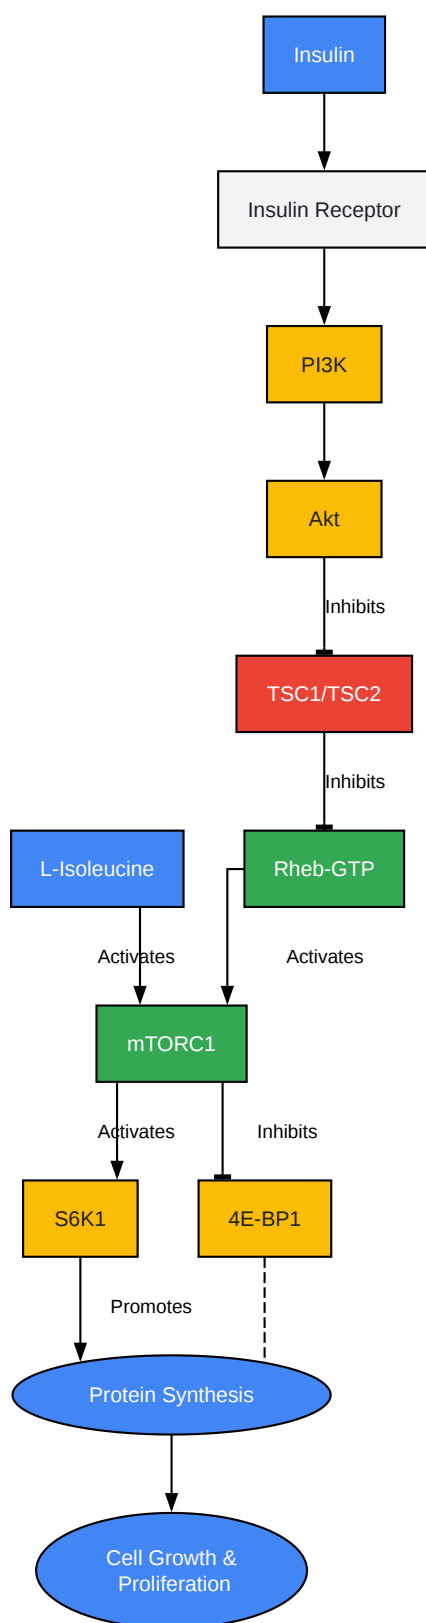 Insulin
Insulin Receptor
PI3K
Akt
Inhibits
TSC1/TSC2
Inhibits
L-Isoleucine
Rheb-GTP
Activates
Activates
mTORC1
Activates
Inhibits
S6K1
4E-BP1
Promotes
Protein Synthesis
Cell Growth &
Proliferation